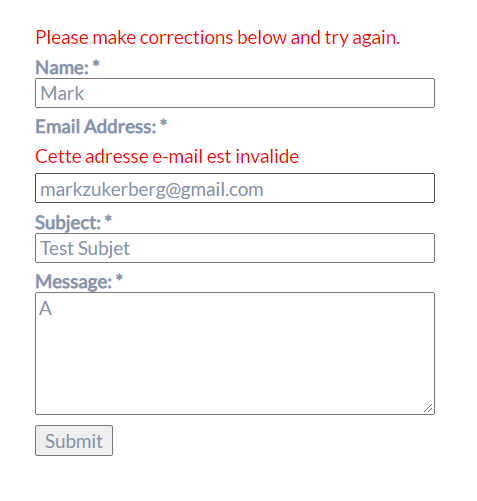 Please make corrections below and try again.
Name: *
Mark
Email Address: *
Cette adresse e-mail est invalide
markzukerberg@gmail.com
Subject: *
Test Subjet
Message: *
A
Submit